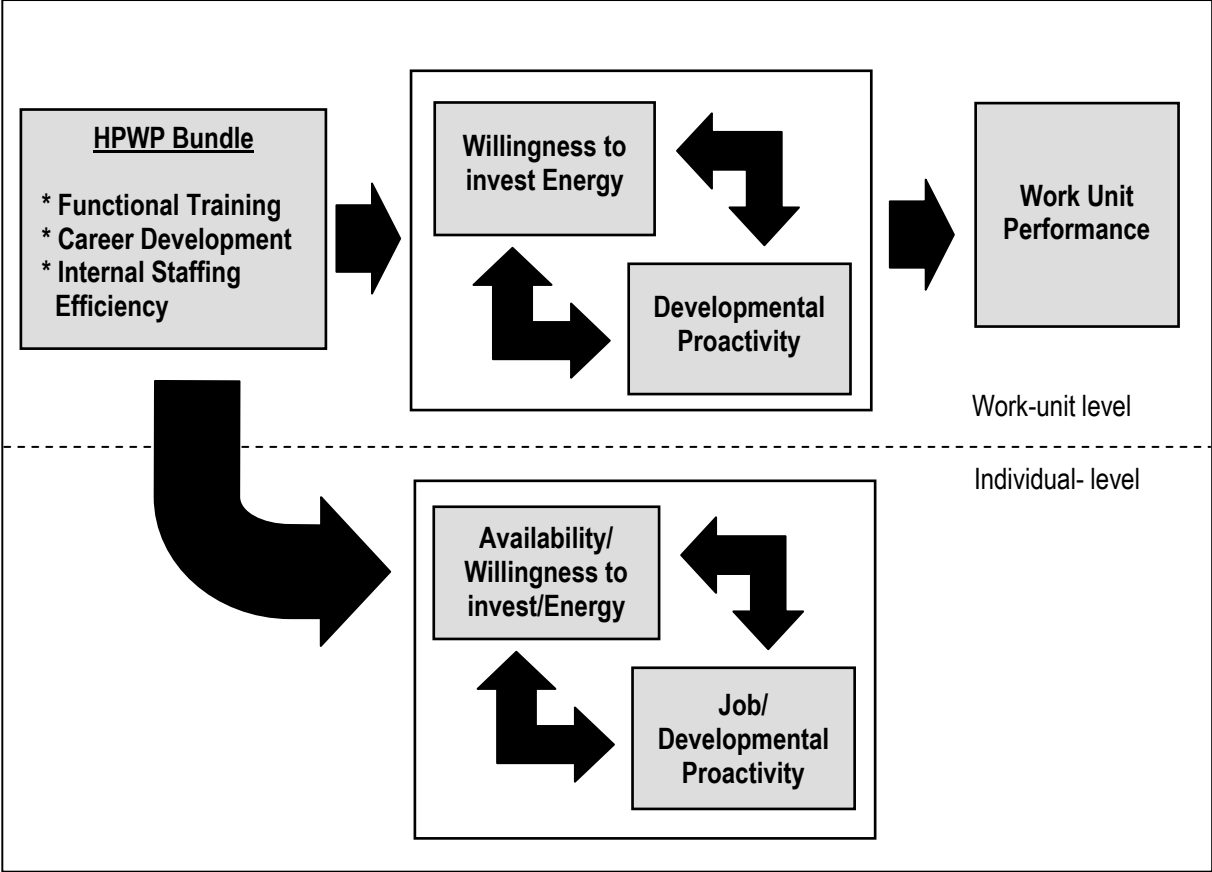 HPWP Bundle
* Functional Training
* Career Development
* Internal Staffing
Efficiency
Willingness to
invest Energy
Developmental
Proactivity
Work Unit
Performance
Work-unit level
Individual- level
Availability/
Willingness to
invest/Energy
Job/
Developmental
Proactivity